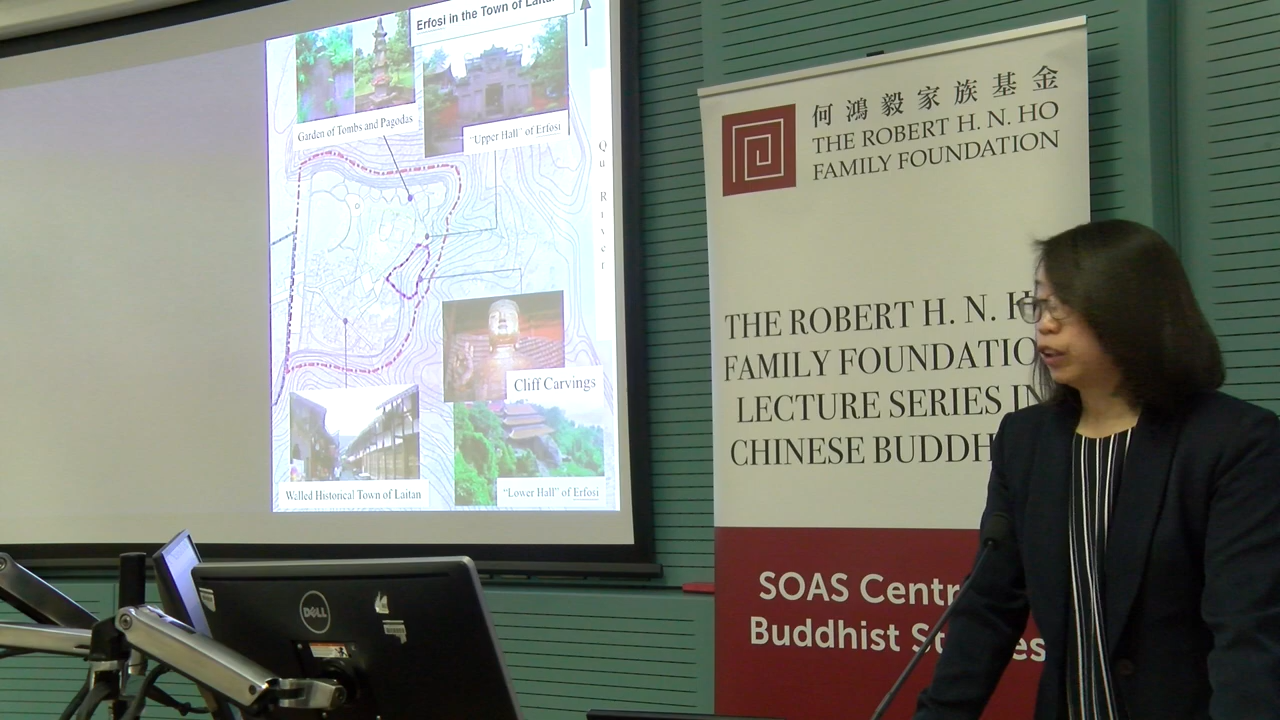 Erfosi in the Town of Laitan
Garden of Tombs and Pagodas
"Upper Hall" of Erfosi
Qu River
Cliff Carvings
Walled Historical Town of Laitan
"Lower Hall" of Erfosi
何鴻毅家族基金
THE ROBERT H. N. HO
FAMILY FOUNDATION
THE ROBERT H. N. H
FAMILY FOUNDATIO
LECTURE SERIES IN
CHINESE BUDDH
SOAS Centr
Buddhist S es
DELL